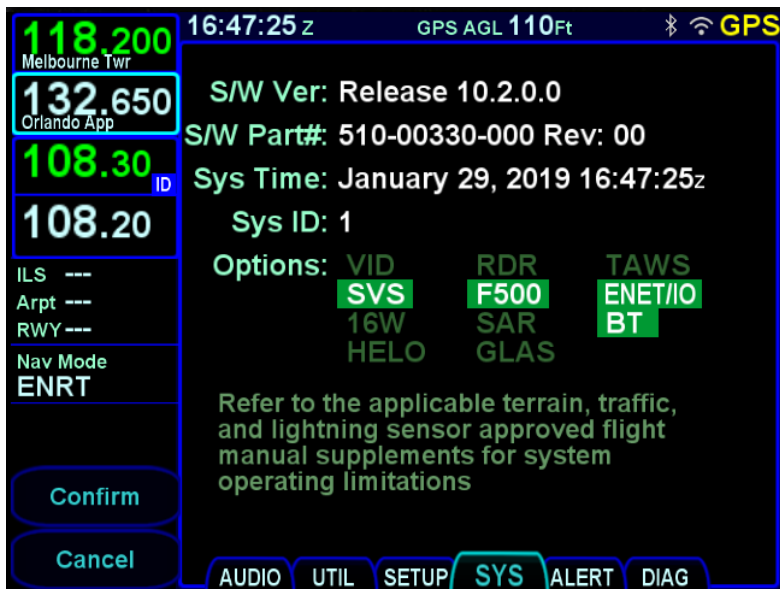 16:47:25 Z GPS AGL 110Ft GPS
118.200
Melbourne Twr
132.650
Orlando App
108.30 ID
108.20
ILS ---
Arpt ---
RWY ---
Nav Mode
ENRT
Confirm
Cancel
S/W Ver: Release 10.2.0.0
S/W Part#: 510-00330-000 Rev: 00
Sys Time: January 29, 2019 16:47:25z
Sys ID: 1
Options: VID RDR TAWS
SVS F500 ENET/IO
16W SAR BT
HELO GLAS
Refer to the applicable terrain, traffic,
and lightning sensor approved flight
manual supplements for system
operating limitations
AUDIO UTIL SETUP SYS ALERT DIAG